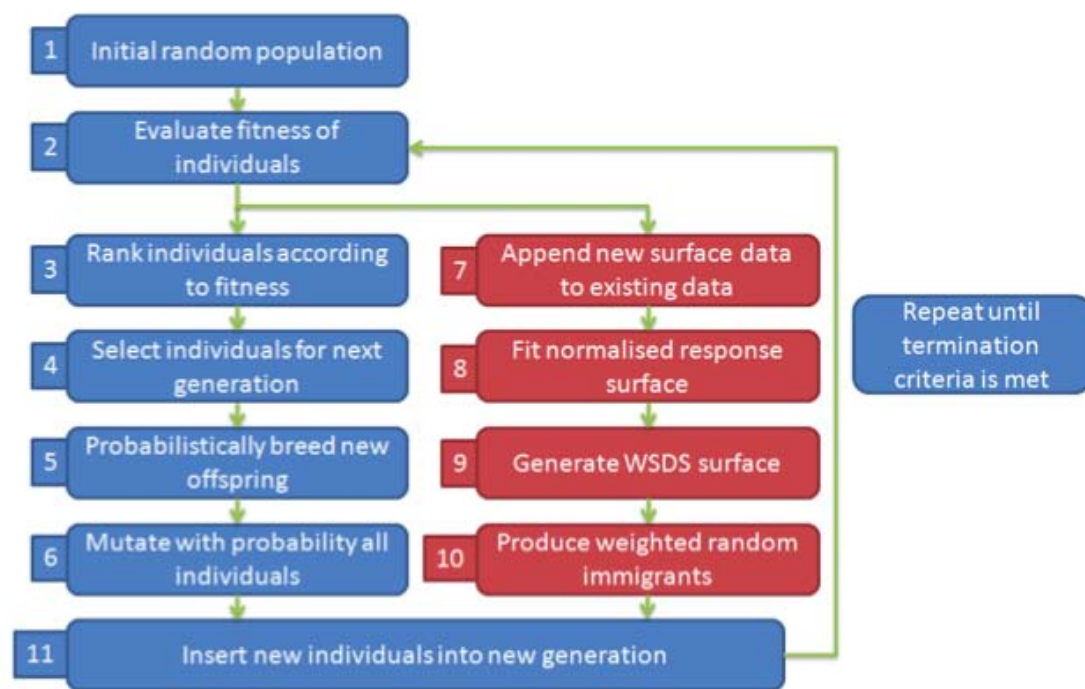 1
Initial random population
2
Evaluate fitness of
individuals
3
Rank individuals according
to fitness
4
Select individuals for next
generation
5
Probabilistically breed new
offspring
6
Mutate with probability all
individuals
7
Append new surface data
to existing data
8
Fit normalised response
surface
9
Generate WSDS surface
10
Produce weighted random
immigrants
11
Insert new individuals into new generation
Repeat until
termination
criteria is met